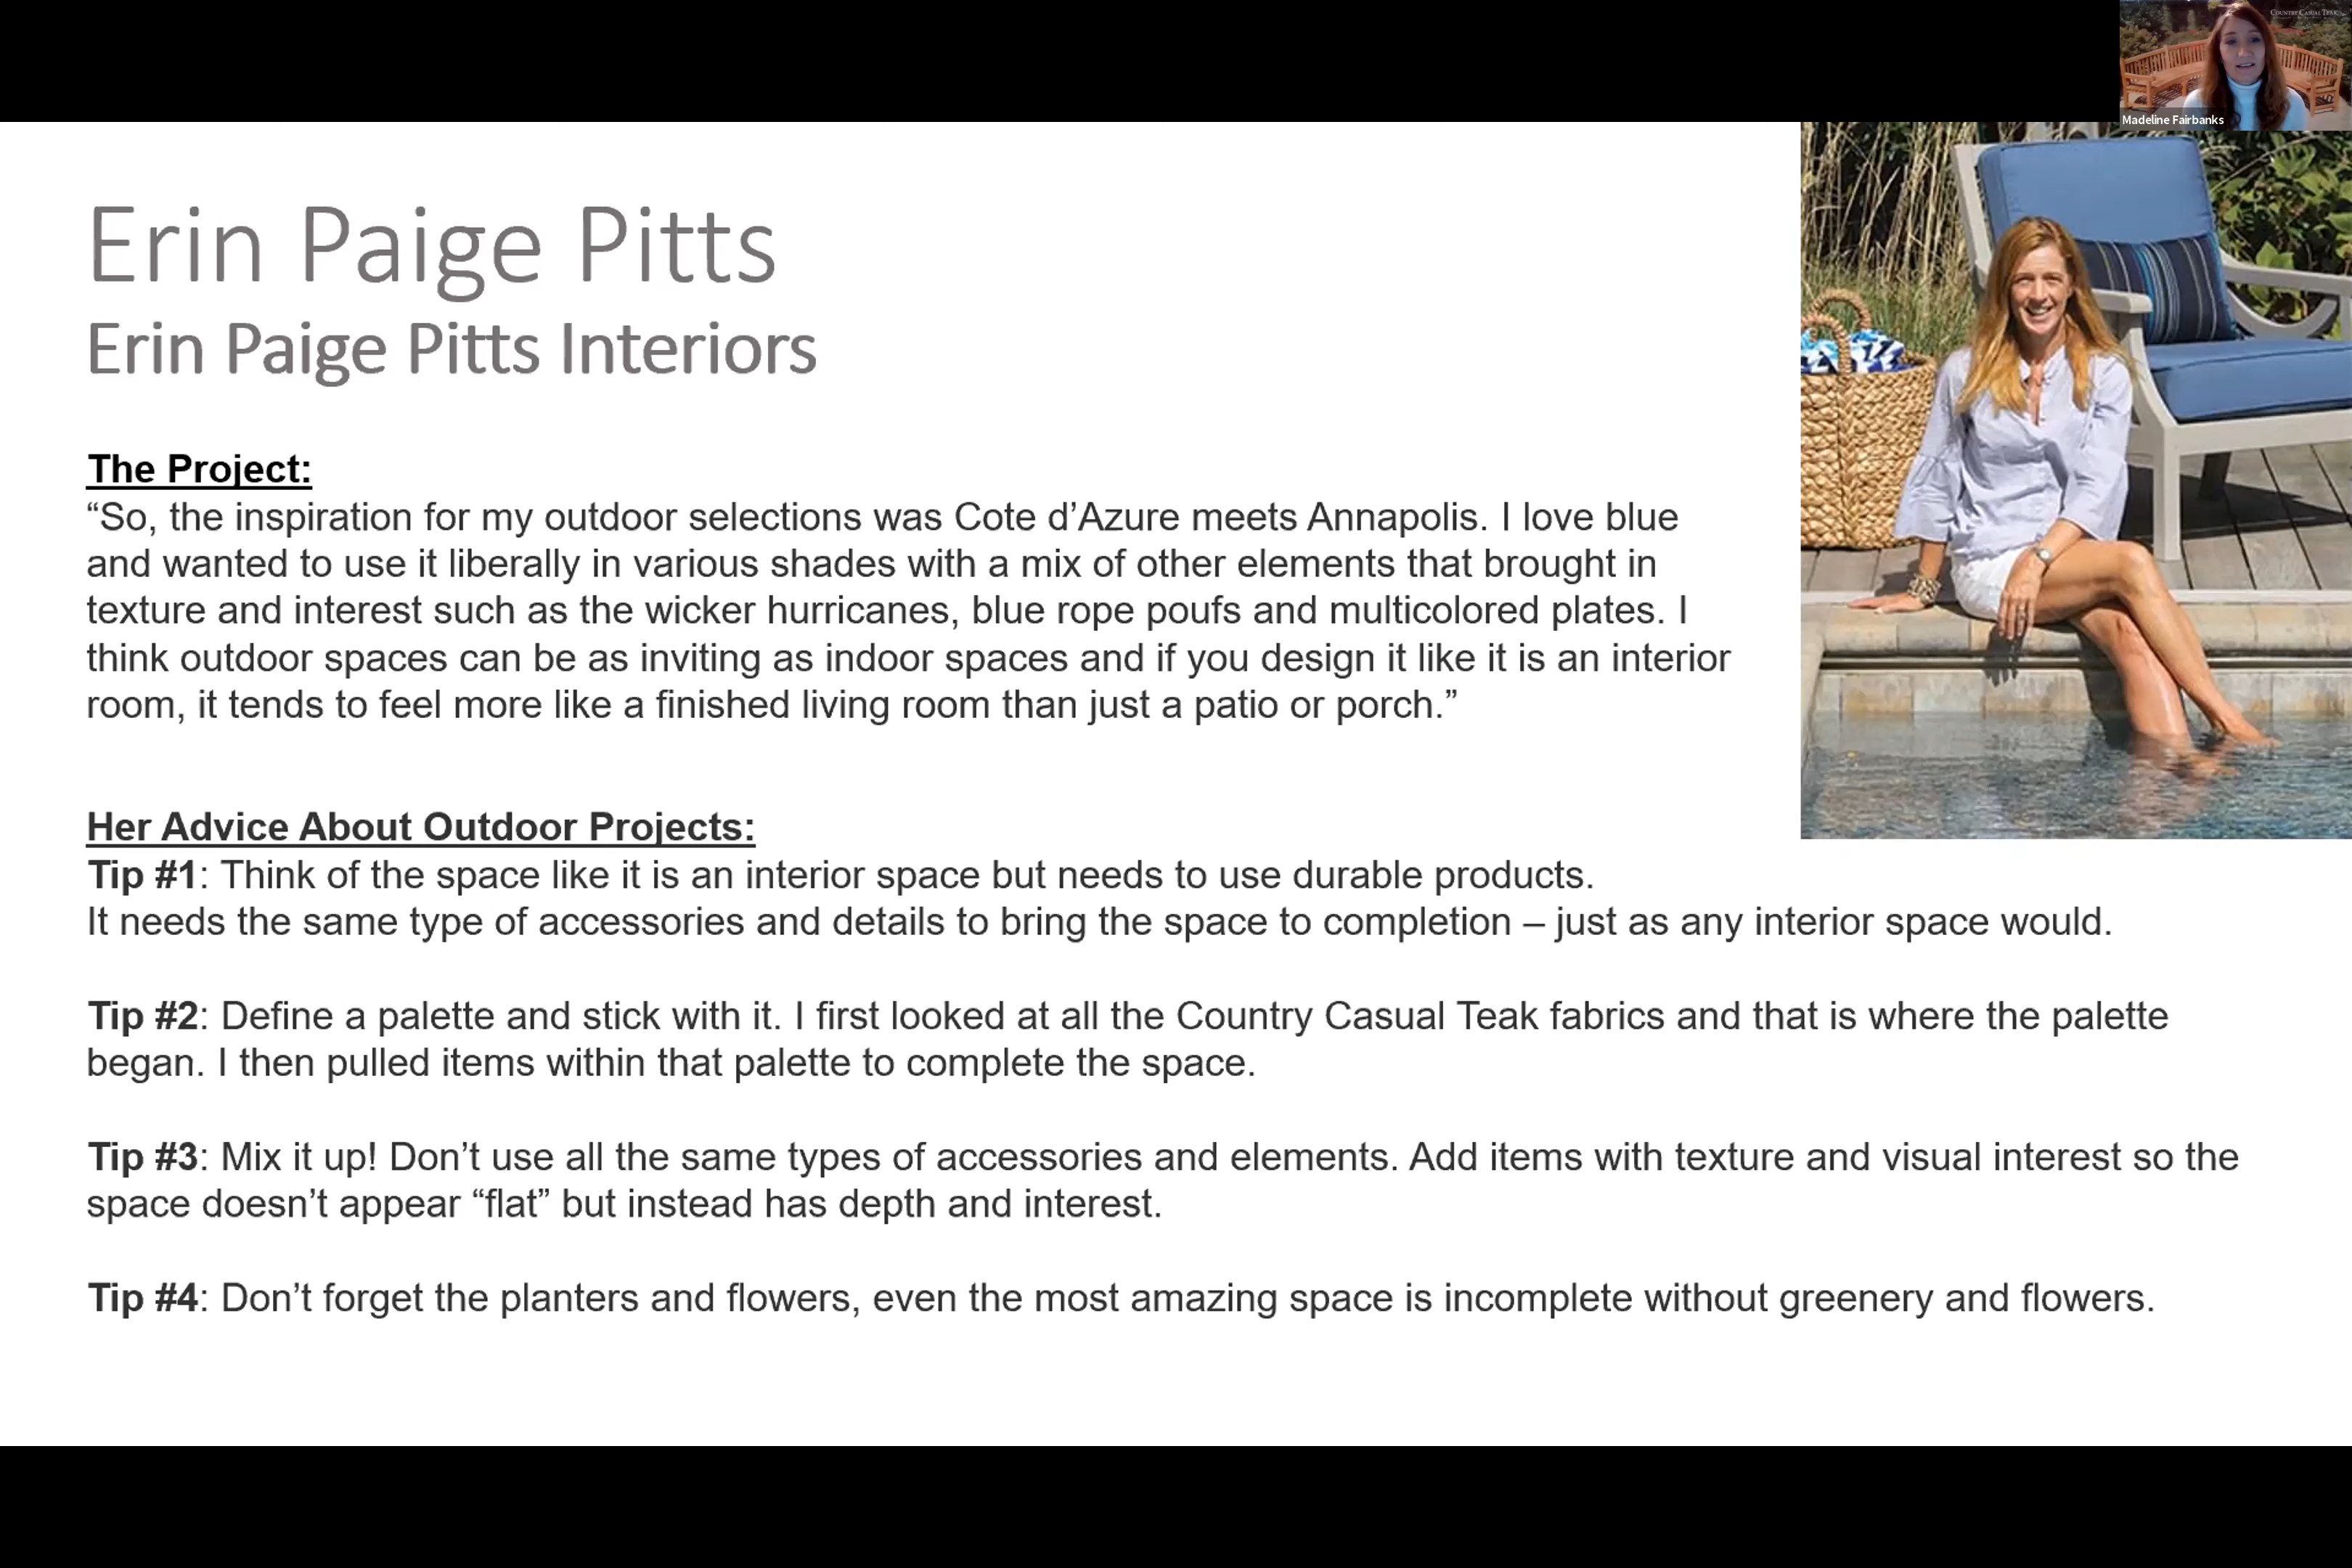 COUNTRY CASUAL TEAK
Madeline Fairbanks
Erin Paige Pitts
Erin Paige Pitts Interiors
The Project:
“So, the inspiration for my outdoor selections was Cote d’Azure meets Annapolis. I love blue
and wanted to use it liberally in various shades with a mix of other elements that brought in
texture and interest such as the wicker hurricanes, blue rope poufs and multicolored plates. I
think outdoor spaces can be as inviting as indoor spaces and if you design it like it is an interior
room, it tends to feel more like a finished living room than just a patio or porch.”
Her Advice About Outdoor Projects:
Tip #1: Think of the space like it is an interior space but needs to use durable products.
It needs the same type of accessories and details to bring the space to completion – just as any interior space would.
Tip #2: Define a palette and stick with it. I first looked at all the Country Casual Teak fabrics and that is where the palette
began. I then pulled items within that palette to complete the space.
Tip #3: Mix it up! Don’t use all the same types of accessories and elements. Add items with texture and visual interest so the
space doesn’t appear “flat” but instead has depth and interest.
Tip #4: Don’t forget the planters and flowers, even the most amazing space is incomplete without greenery and flowers.